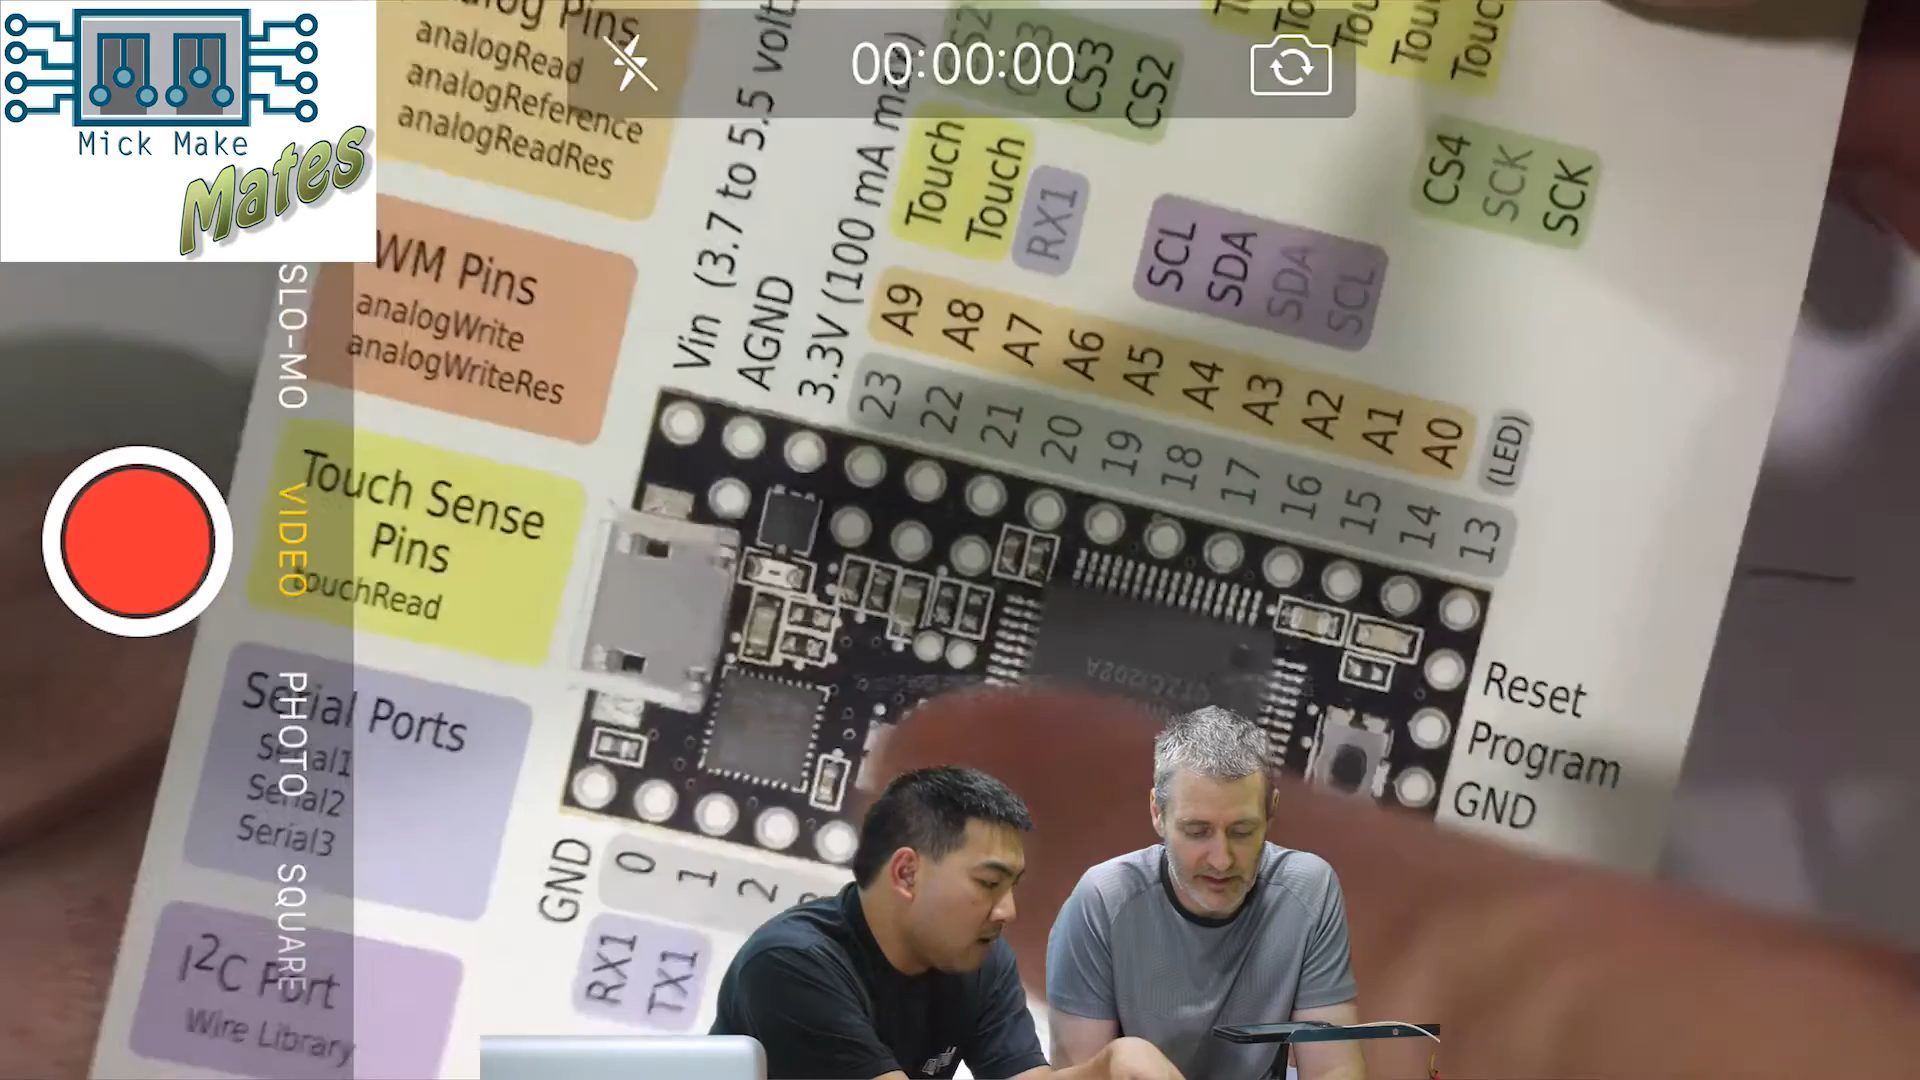 Mick Make
Mates
00:00:00
SLO-MO
VIDEO
PHOTO
SQUARE
Pins
analogRead
analogReference
analogReadRes
WM Pins
analogWrite
analogWriteRes
Touch Sense
Pins
touchRead
Serial Ports
Serial1
Serial2
Serial3
I²C Port
Wire Library
Vin (3.7 to 5.5 volt
AGND
3.3V (100 mA max)
CS2
CS3
CS3
CS2
Touch
Touch
RX1
SCL
SDA
SDA
SCL
CS4
SCK
SCK
A9
A8
A7
A6
A5
A4
A3
A2
A1
A0
(LED)
23
22
21
20
19
18
17
16
15
14
13
Reset
Program
GND
GND
0
1
2
RX1
TX1